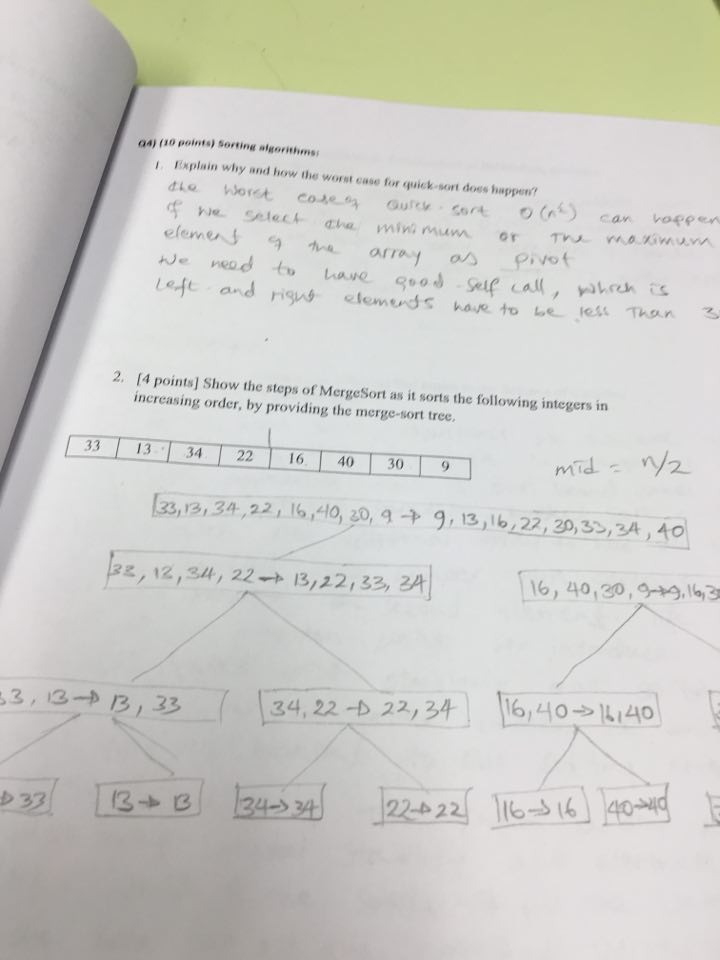 Q4) (10 points) Sorting algorithms:
1. Explain why and how the worst case for quick-sort does happen?
the worst case of Quick-sort O(n²) can happen
if we select the minimum or The maximum
element of the array as pivot
We need to have good self call, which is
Left and right elements have to be less Than 3
2. [4 points] Show the steps of MergeSort as it sorts the following integers in
increasing order, by providing the merge-sort tree.
33 13 34 22 16 40 30 9
mid = n/2
33,13,34,22,16,40,30,9 → 9,13,16,22,30,33,34,40
33,13,34,22 → 13,22,33,34 16,40,30,9→9,16,3
33,13 → 13,33 34,22 → 22,34 16,40→16,40
→33 13→13 34→34 22→22 16→16 40→40